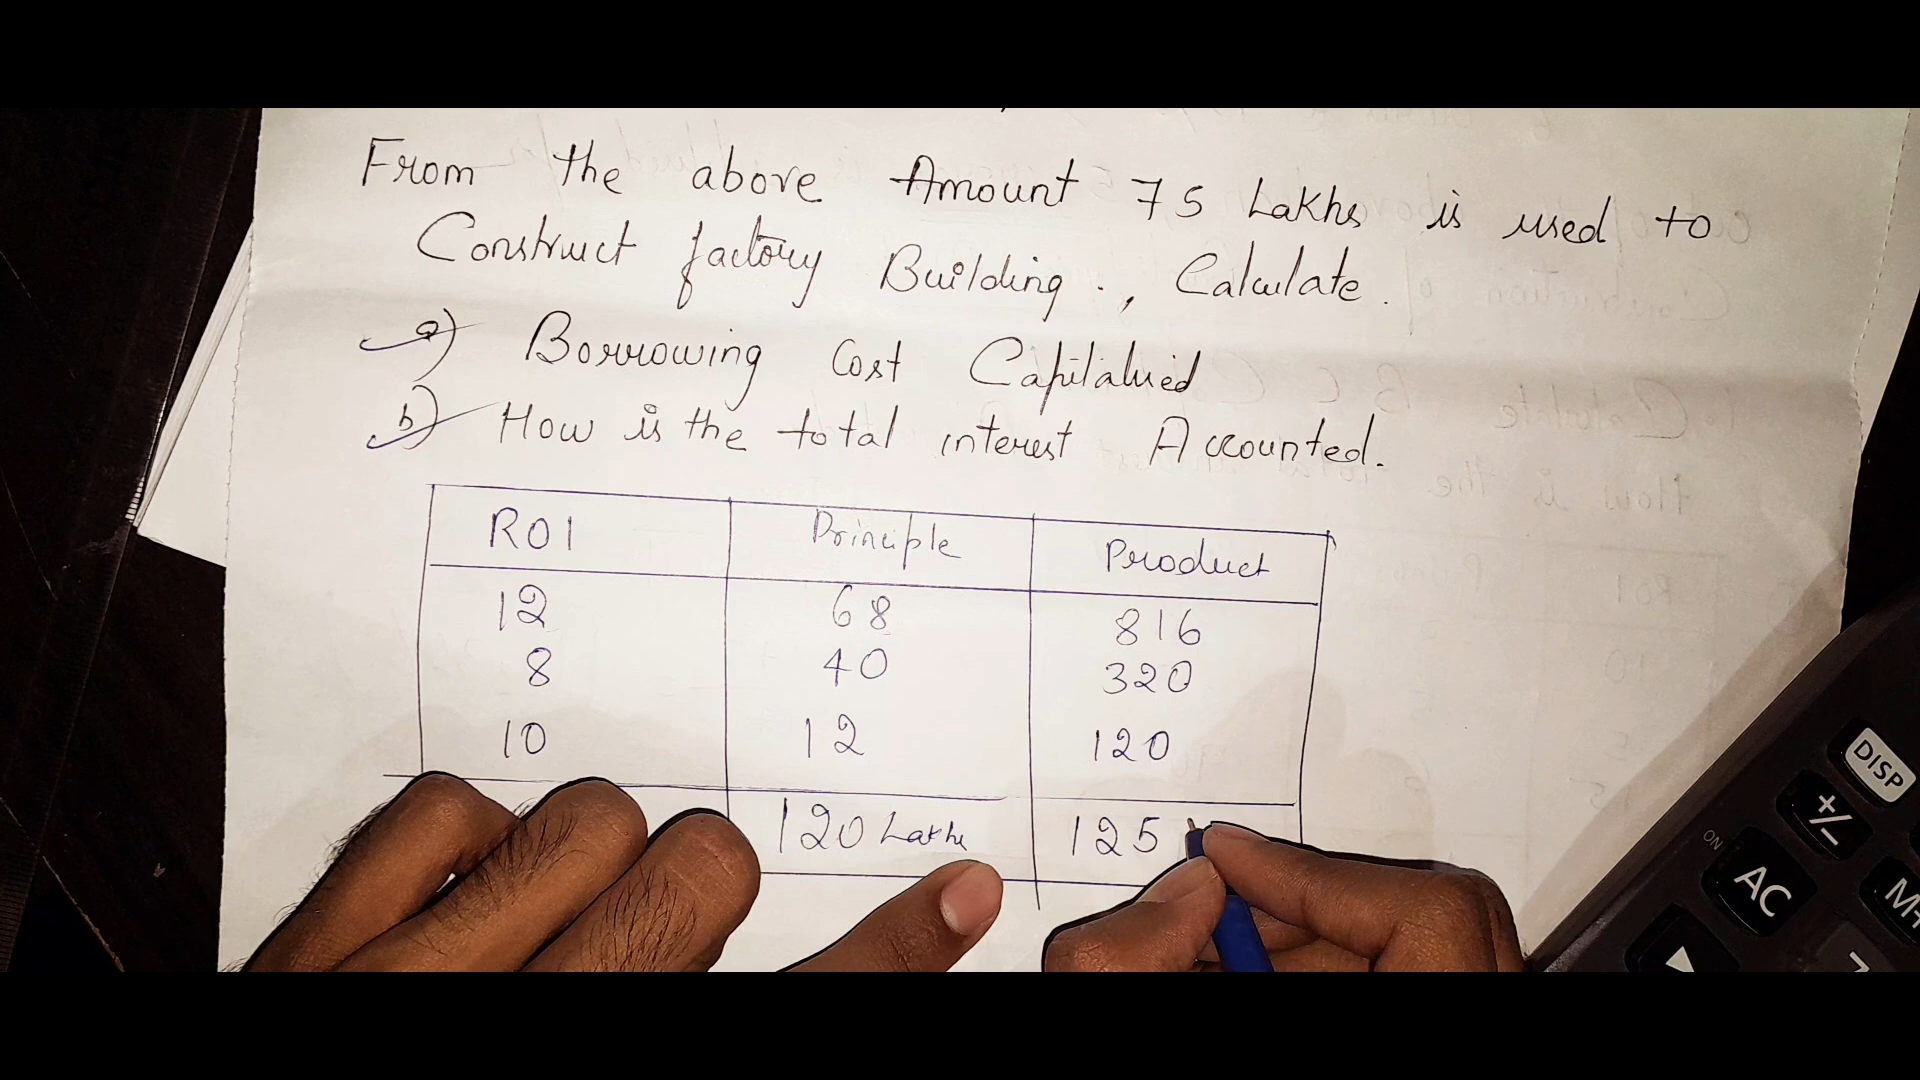 From the above Amount 75 Lakhs is used to
Construct factory Building ., Calculate.
a) Borrowing Cost Capitalised
b) How is the total interest Accounted.
ROI Principle Product
12 68 816
8 40 320
10 12 120
120 Lakhs 125
DISP
+/-
ON
AC
M+